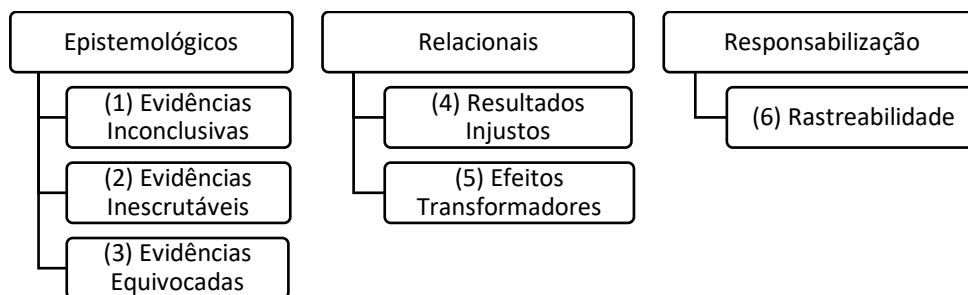 Epistemológicos
(1) Evidências
Inconclusivas
(2) Evidências
Inescrutáveis
(3) Evidências
Equivocadas
Relacionais
(4) Resultados
Injustos
(5) Efeitos
Transformadores
Responsabilização
(6) Rastreabilidade